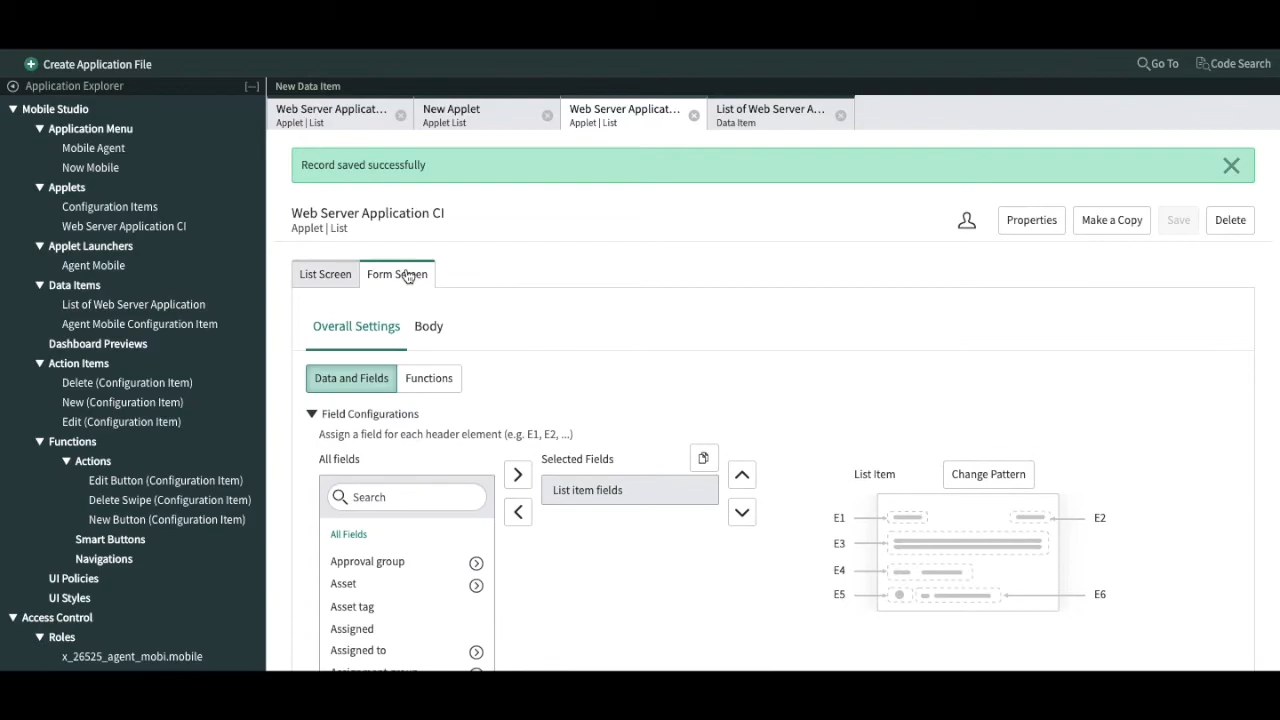 Create Application File
Go To
Code Search
Application Explorer
New Data Item
Mobile Studio
Application Menu
Mobile Agent
Now Mobile
Applets
Configuration Items
Web Server Application CI
Applet Launchers
Agent Mobile
Data Items
List of Web Server Application
Agent Mobile Configuration Item
Dashboard Previews
Action Items
Delete (Configuration Item)
New (Configuration Item)
Edit (Configuration Item)
Functions
Actions
Edit Button (Configuration Item)
Delete Swipe (Configuration Item)
New Button (Configuration Item)
Smart Buttons
Navigations
UI Policies
UI Styles
Access Control
Roles
x_26525_agent_mobi.mobile
Web Server Applicat...
Applet | List
New Applet
Applet List
Web Server Applicat...
Applet | List
List of Web Server A...
Data Item
Record saved successfully
Web Server Application CI
Applet | List
Properties
Make a Copy
Save
Delete
List Screen
Form Screen
Overall Settings
Body
Data and Fields
Functions
Field Configurations
Assign a field for each header element (e.g. E1, E2, ...)
All fields
Search
All Fields
Approval group
Asset
Asset tag
Assigned
Assigned to
Selected Fields
List item fields
List Item
Change Pattern
E1
E2
E3
E4
E5
E6